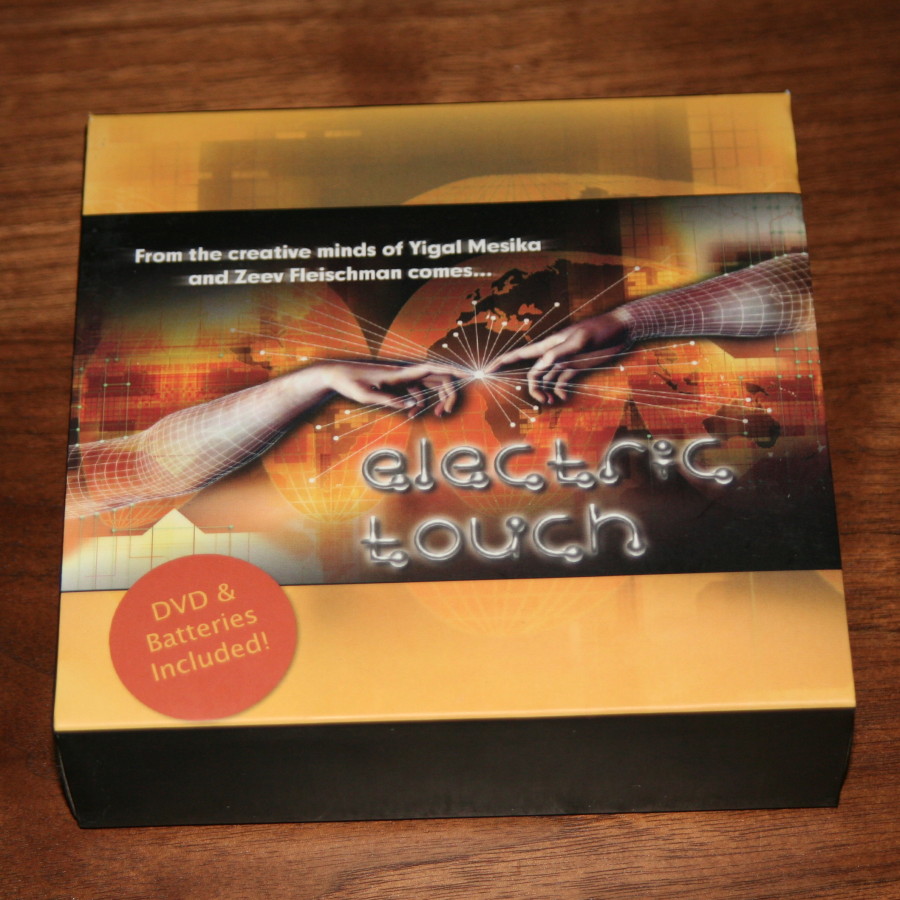 From the creative minds of Yigal Mesika
and Zeev Fleischman comes...
electric
touch
DVD &
Batteries
Included!